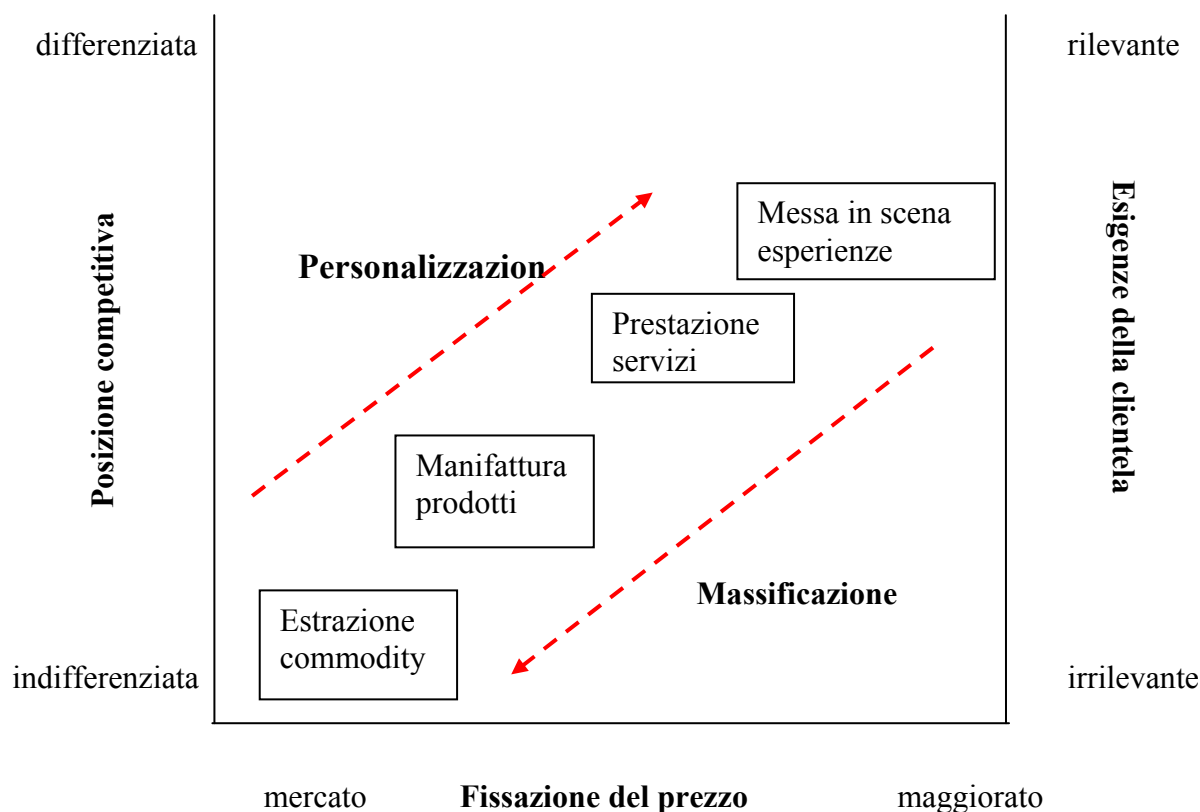 differenziata
rilevante
Messa in scena
esperienze
Personalizzazion
Prestazione
servizi
Posizione competitiva
Esigenze della clientela
Manifattura
prodotti
Massificazione
Estrazione
commodity
indifferenziata
irrilevante
mercato
Fissazione del prezzo
maggiorato